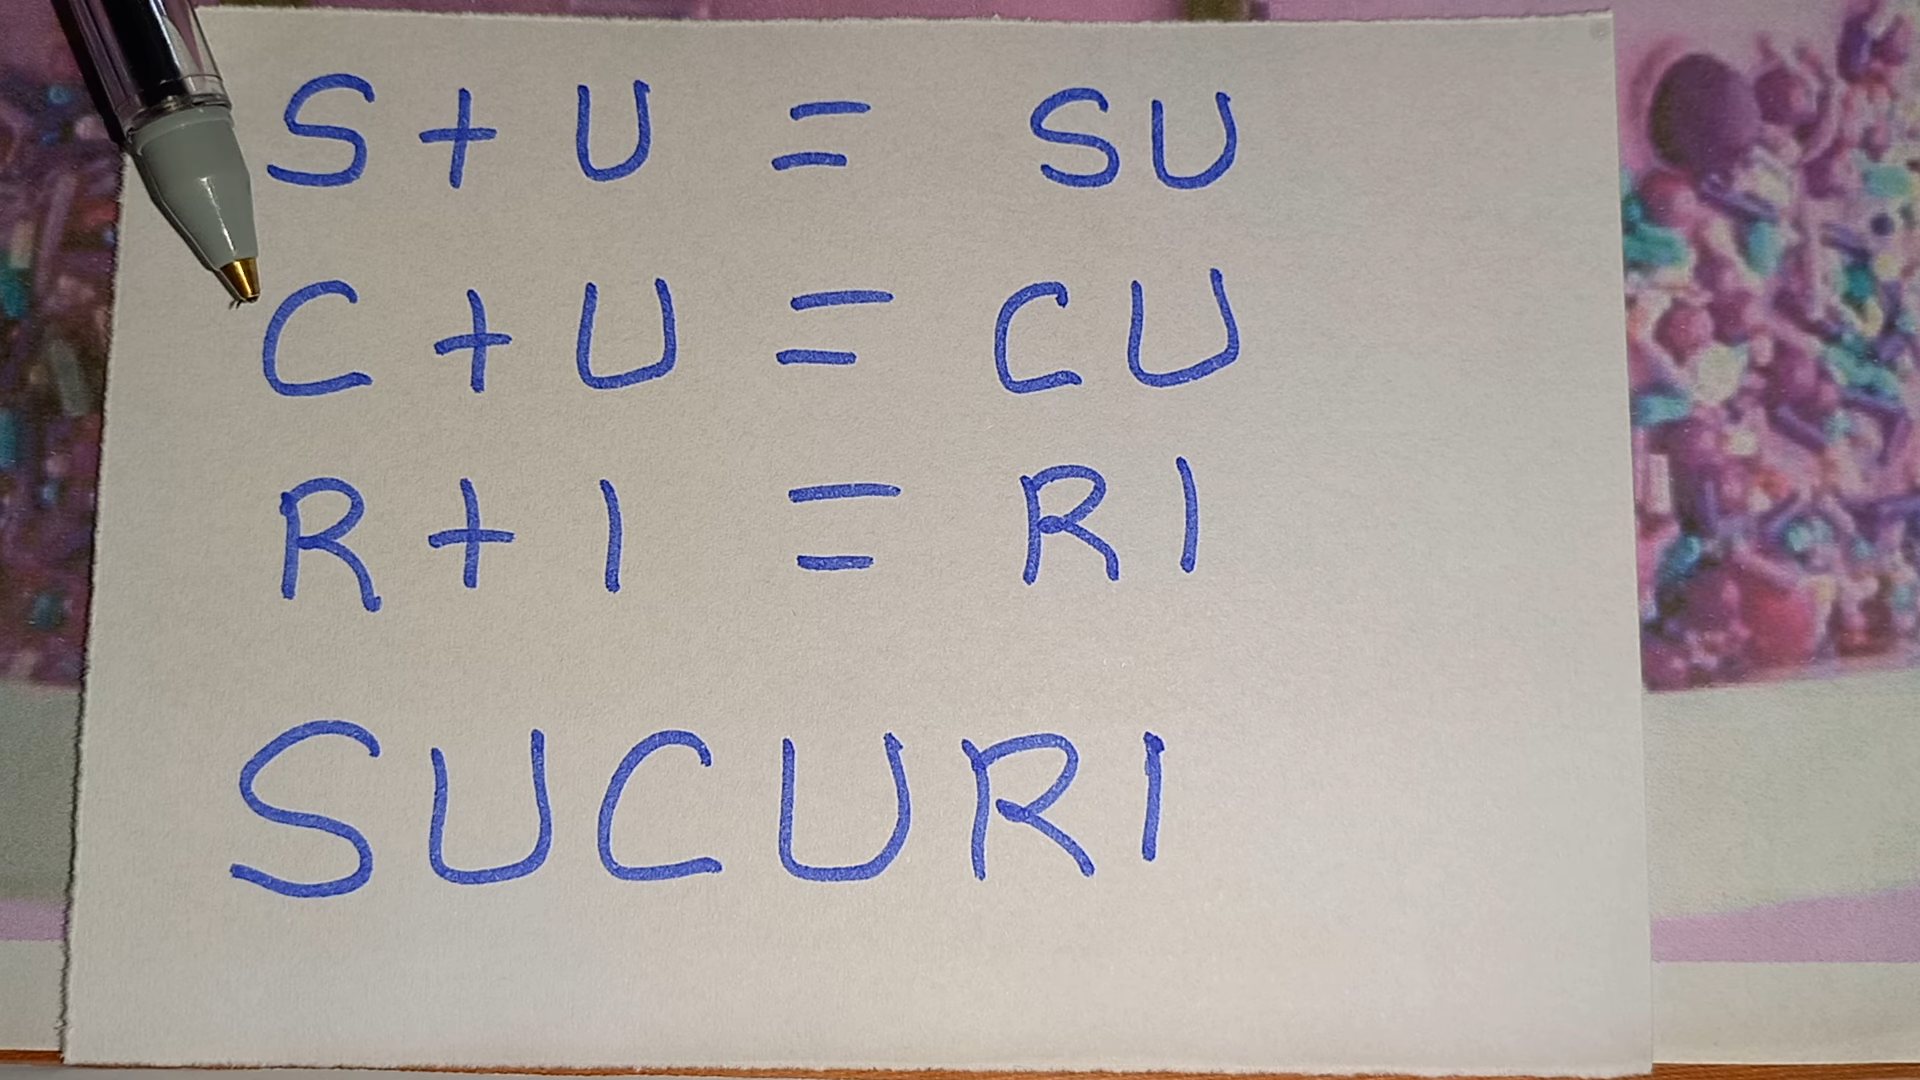 S + U = SU
C + U = CU
R + I = RI
SUCURI